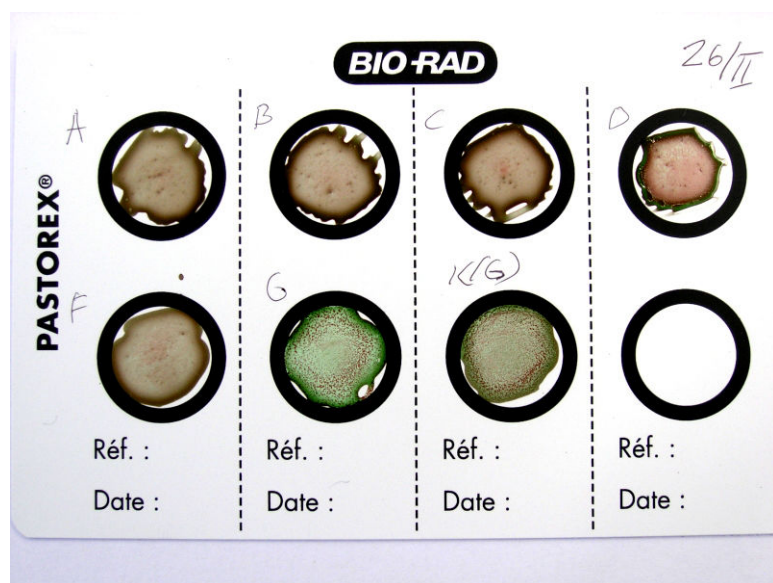 BIO-RAD
26/II
A B C D
PASTOREX®
F G K(G)
Réf. : Réf. : Réf. : Réf. :
Date : Date : Date : Date :